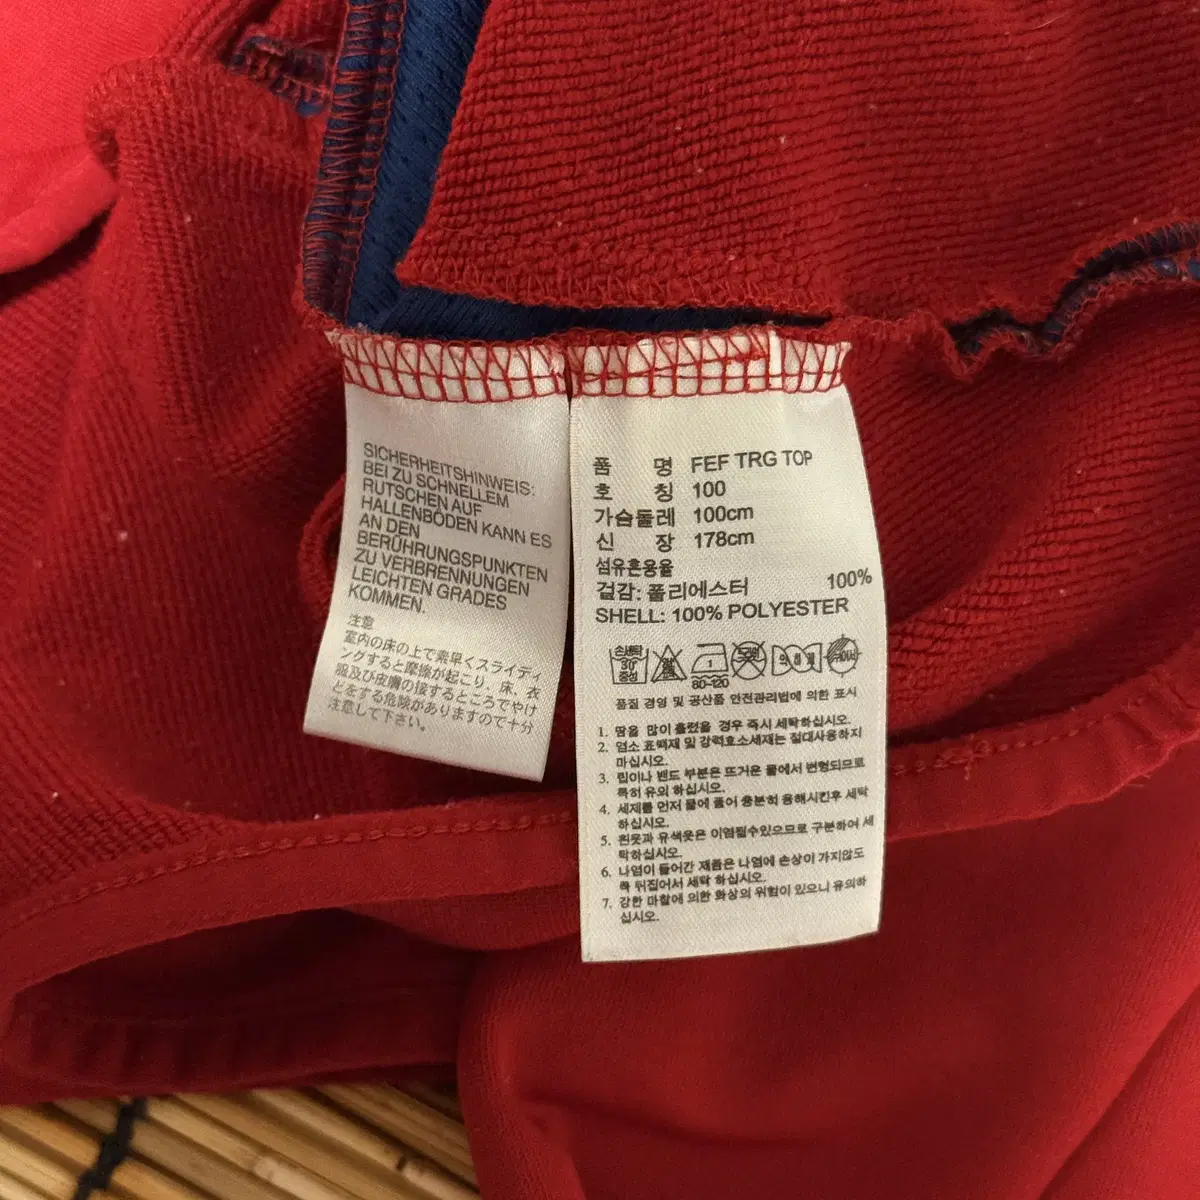 SICHERHEITSHINWEIS:
BEI ZU SCHNELLEM
RUTSCHEN AUF
HALLENBÖDEN KANN ES
AN DEN
BERÜHRUNGSPUNKTEN
ZU VERBRENNUNGEN
LEICHTEN GRADES
KOMMEN.
注意
室内の床の上で素早くスライディ
ングすると摩擦が起こり、床、衣
服及び皮膚の接するところでやけ
どをする危険がありますので十分
注意して下さい。
품 명 FEF TRG TOP
호 칭 100
가슴둘레 100cm
신 장 178cm
섬유혼용율
겉감: 폴리에스터 100%
SHELL: 100% POLYESTER
손세탁
30°
중성
1
80~120
品질 경영 및 공산품 안전관리법에 의한 표시
1. 땀을 많이 흘렸을 경우 즉시 세탁하십시오.
2. 염소 표백제 및 강력효소세제는 절대사용하지
마십시오.
3. 립이나 밴드 부분은 뜨거운 물에서 변형되므로
특히 유의 하십시오.
4. 세제를 먼저 물에 풀어 충분히 용해시킨후 세탁
하십시오.
5. 흰옷과 유색옷은 이염될수있으므로 구분하여 세
탁하십시오.
6. 나염이 들어간 제품은 나염에 손상이 가지않도
록 뒤집어서 세탁 하십시오.
7. 강한 마찰에 의한 화상의 위험이 있으니 유의하
십시오.